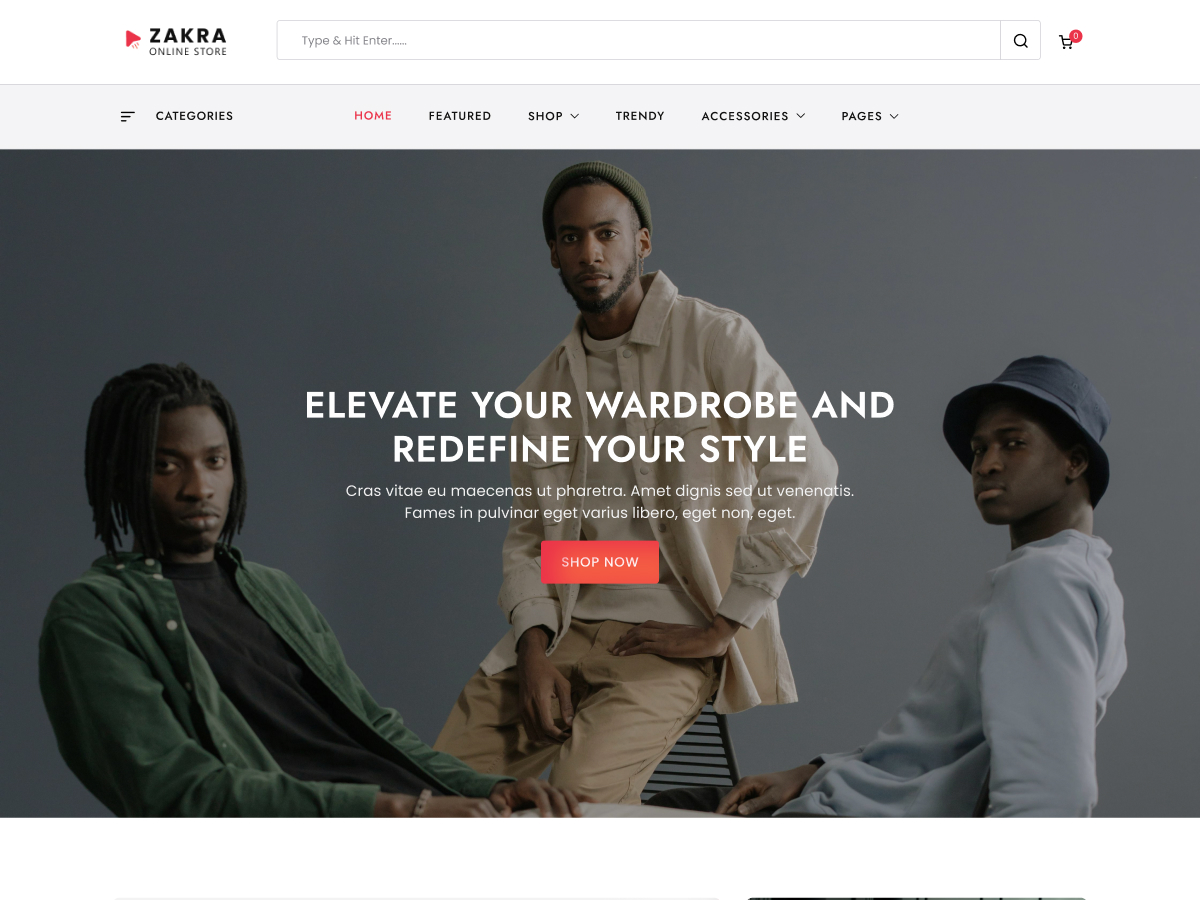 ZAKRA
ONLINE STORE
Type & Hit Enter......
0
CATEGORIES
HOME
FEATURED
SHOP
TRENDY
ACCESSORIES
PAGES
ELEVATE YOUR WARDROBE AND
REDEFINE YOUR STYLE
Cras vitae eu maecenas ut pharetra. Amet dignis sed ut venenatis.
Fames in pulvinar eget varius libero, eget non, eget.
SHOP NOW